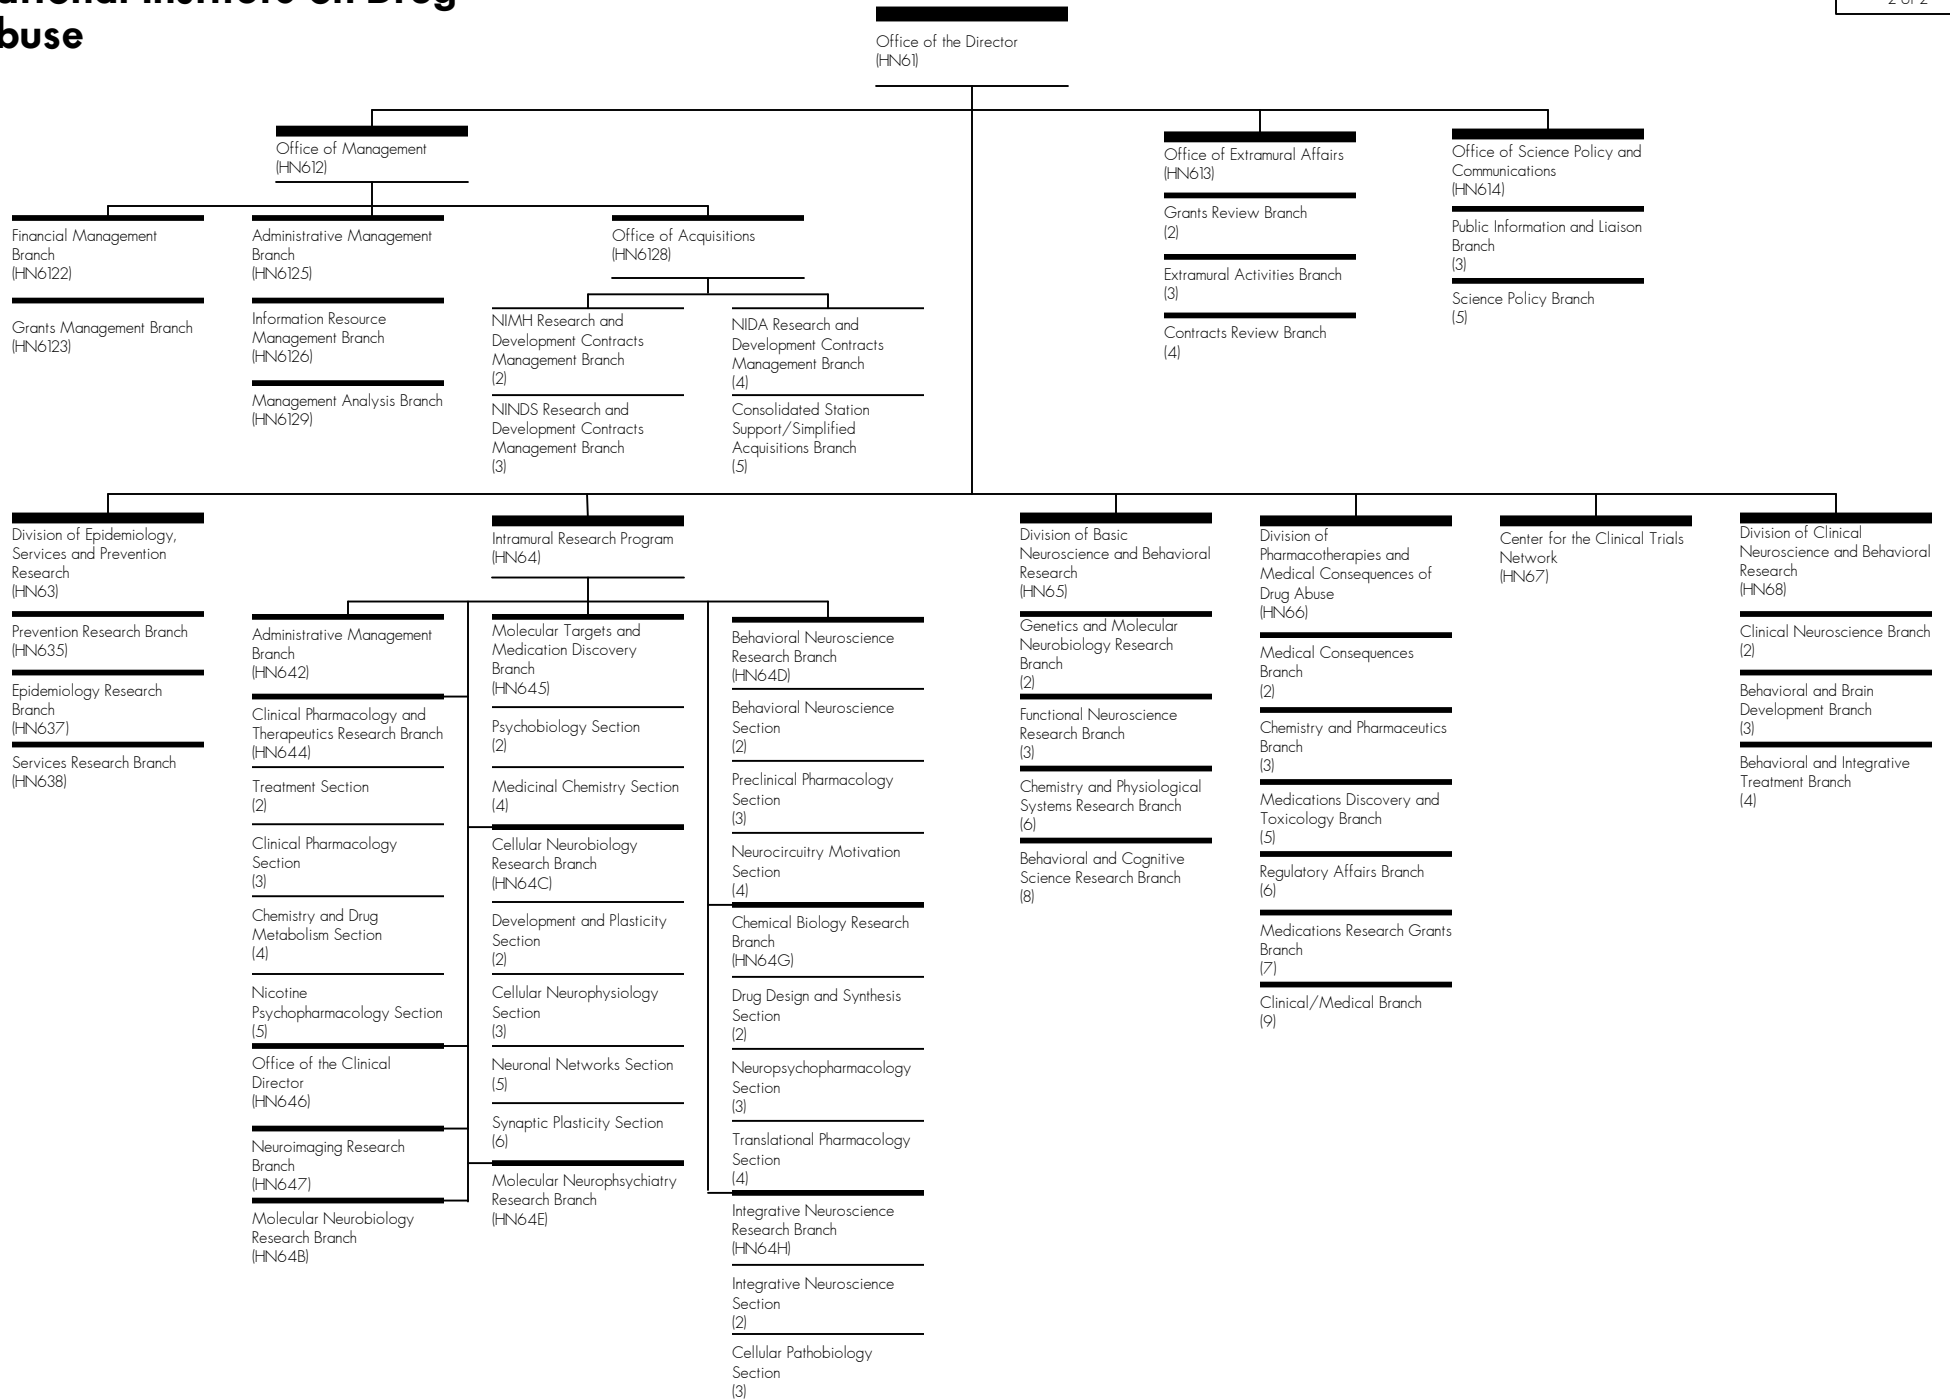 ational Institute on Drug
buse
2 of 2
Office of the Director
(HN61)
Office of Management
(HN612)
Office of Extramural Affairs
(HN613)
Grants Review Branch
(2)
Extramural Activities Branch
(3)
Contracts Review Branch
(4)
Office of Science Policy and
Communications
(HN614)
Public Information and Liaison
Branch
(3)
Science Policy Branch
(5)
Financial Management
Branch
(HN6122)
Grants Management Branch
(HN6123)
Administrative Management
Branch
(HN6125)
Information Resource
Management Branch
(HN6126)
Management Analysis Branch
(HN6129)
Office of Acquisitions
(HN6128)
NIMH Research and
Development Contracts
Management Branch
(2)
NINDS Research and
Development Contracts
Management Branch
(3)
NIDA Research and
Development Contracts
Management Branch
(4)
Consolidated Station
Support/Simplified
Acquisitions Branch
(5)
Division of Epidemiology,
Services and Prevention
Research
(HN63)
Prevention Research Branch
(HN635)
Epidemiology Research
Branch
(HN637)
Services Research Branch
(HN638)
Intramural Research Program
(HN64)
Administrative Management
Branch
(HN642)
Clinical Pharmacology and
Therapeutics Research Branch
(HN644)
Treatment Section
(2)
Clinical Pharmacology
Section
(3)
Chemistry and Drug
Metabolism Section
(4)
Nicotine
Psychopharmacology Section
(5)
Office of the Clinical
Director
(HN646)
Neuroimaging Research
Branch
(HN647)
Molecular Neurobiology
Research Branch
(HN64B)
Molecular Targets and
Medication Discovery
Branch
(HN645)
Psychobiology Section
(2)
Medicinal Chemistry Section
(4)
Cellular Neurobiology
Research Branch
(HN64C)
Development and Plasticity
Section
(2)
Cellular Neurophysiology
Section
(3)
Neuronal Networks Section
(5)
Synaptic Plasticity Section
(6)
Molecular Neurophsychiatry
Research Branch
(HN64E)
Behavioral Neuroscience
Research Branch
(HN64D)
Behavioral Neuroscience
Section
(2)
Preclinical Pharmacology
Section
(3)
Neurocircuitry Motivation
Section
(4)
Chemical Biology Research
Branch
(HN64G)
Drug Design and Synthesis
Section
(2)
Neuropsychopharmacology
Section
(3)
Translational Pharmacology
Section
(4)
Integrative Neuroscience
Research Branch
(HN64H)
Integrative Neuroscience
Section
(2)
Cellular Pathobiology
Section
(3)
Division of Basic
Neuroscience and Behavioral
Research
(HN65)
Genetics and Molecular
Neurobiology Research
Branch
(2)
Functional Neuroscience
Research Branch
(3)
Chemistry and Physiological
Systems Research Branch
(6)
Behavioral and Cognitive
Science Research Branch
(8)
Division of
Pharmacotherapies and
Medical Consequences of
Drug Abuse
(HN66)
Medical Consequences
Branch
(2)
Chemistry and Pharmaceutics
Branch
(3)
Medications Discovery and
Toxicology Branch
(5)
Regulatory Affairs Branch
(6)
Medications Research Grants
Branch
(7)
Clinical/Medical Branch
(9)
Center for the Clinical Trials
Network
(HN67)
Division of Clinical
Neuroscience and Behavioral
Research
(HN68)
Clinical Neuroscience Branch
(2)
Behavioral and Brain
Development Branch
(3)
Behavioral and Integrative
Treatment Branch
(4)